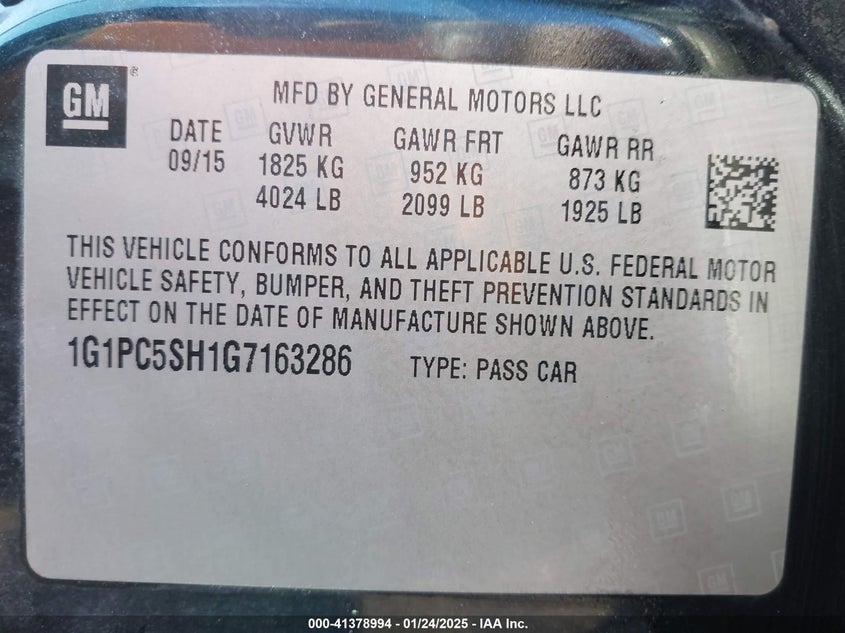 GM®
MFD BY GENERAL MOTORS LLC
DATE GVWR GAWR FRT GAWR RR
09/15 1825 KG 952 KG 873 KG
4024 LB 2099 LB 1925 LB
THIS VEHICLE CONFORMS TO ALL APPLICABLE U.S. FEDERAL MOTOR
VEHICLE SAFETY, BUMPER, AND THEFT PREVENTION STANDARDS IN
EFFECT ON THE DATE OF MANUFACTURE SHOWN ABOVE.
1G1PC5SH1G7163286 TYPE: PASS CAR
000-41378994 - 01/24/2025 - IAA Inc.